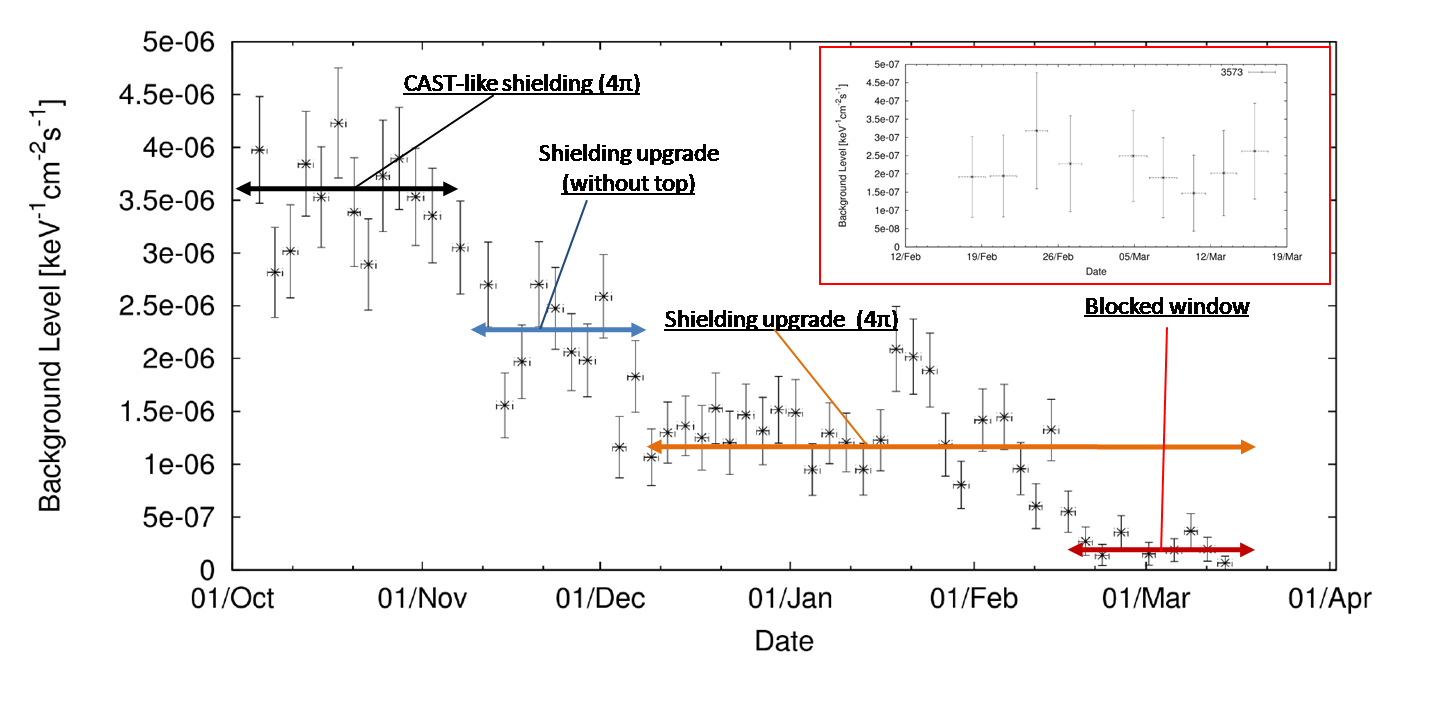 5e-06
4.5e-06
4e-06
3.5e-06
3e-06
2.5e-06
2e-06
1.5e-06
1e-06
5e-07
0
Background Level [keV-1cm-2s-1]
01/Oct
01/Nov
01/Dec
01/Jan
01/Feb
01/Mar
01/Apr
Date
CAST-like shielding (4π)
Shielding upgrade
(without top)
Shielding upgrade (4π)
Blocked window
3573
5e-07
4.5e-07
4e-07
3.5e-07
3e-07
2.5e-07
2e-07
1.5e-07
1e-07
5e-08
0
Background Level [keV-1cm-2s-1]
12/Feb
19/Feb
26/Feb
05/Mar
12/Mar
19/Mar
Date